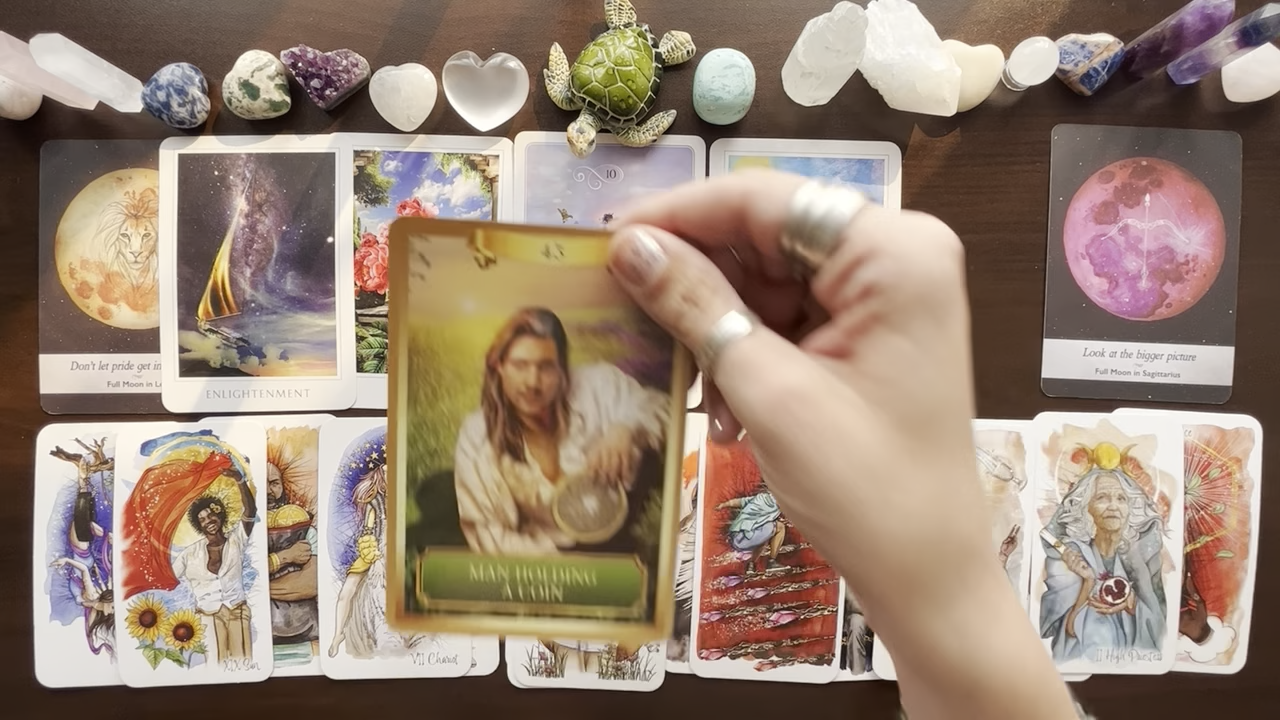 10
45
Don't let pride get in
Full Moon in Le
ENLIGHTENMENT
Look at the bigger picture
Full Moon in Sagittarius
MAN HOLDING
A COIN
XIX Sun
VII Chariot
II High Priestess